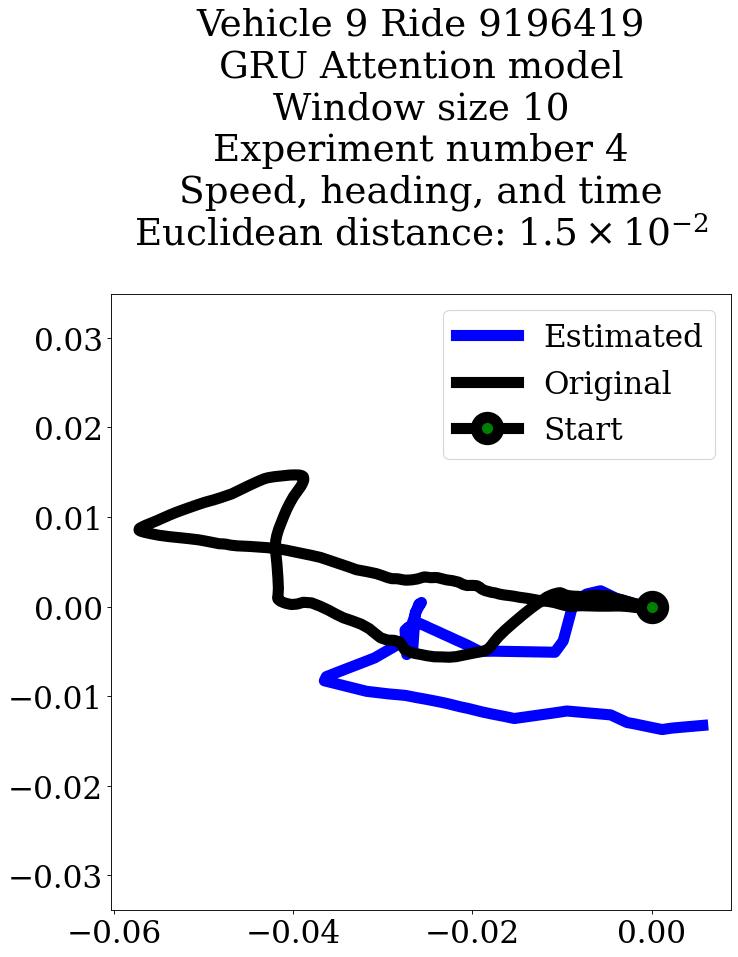 Vehicle 9 Ride 9196419
GRU Attention model
Window size 10
Experiment number 4
Speed, heading, and time
Euclidean distance: 1.5 × 10⁻²
Estimated
Original
Start
0.03
0.02
0.01
0.00
−0.01
−0.02
−0.03
−0.06 −0.04 −0.02 0.00